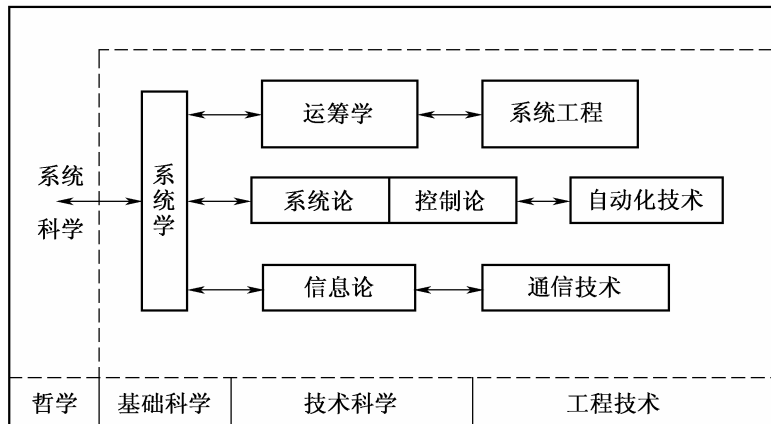 运筹学
系统工程
系统
科学
系统学
系统论
控制论
自动化技术
信息论
通信技术
哲学
基础科学
技术科学
工程技术